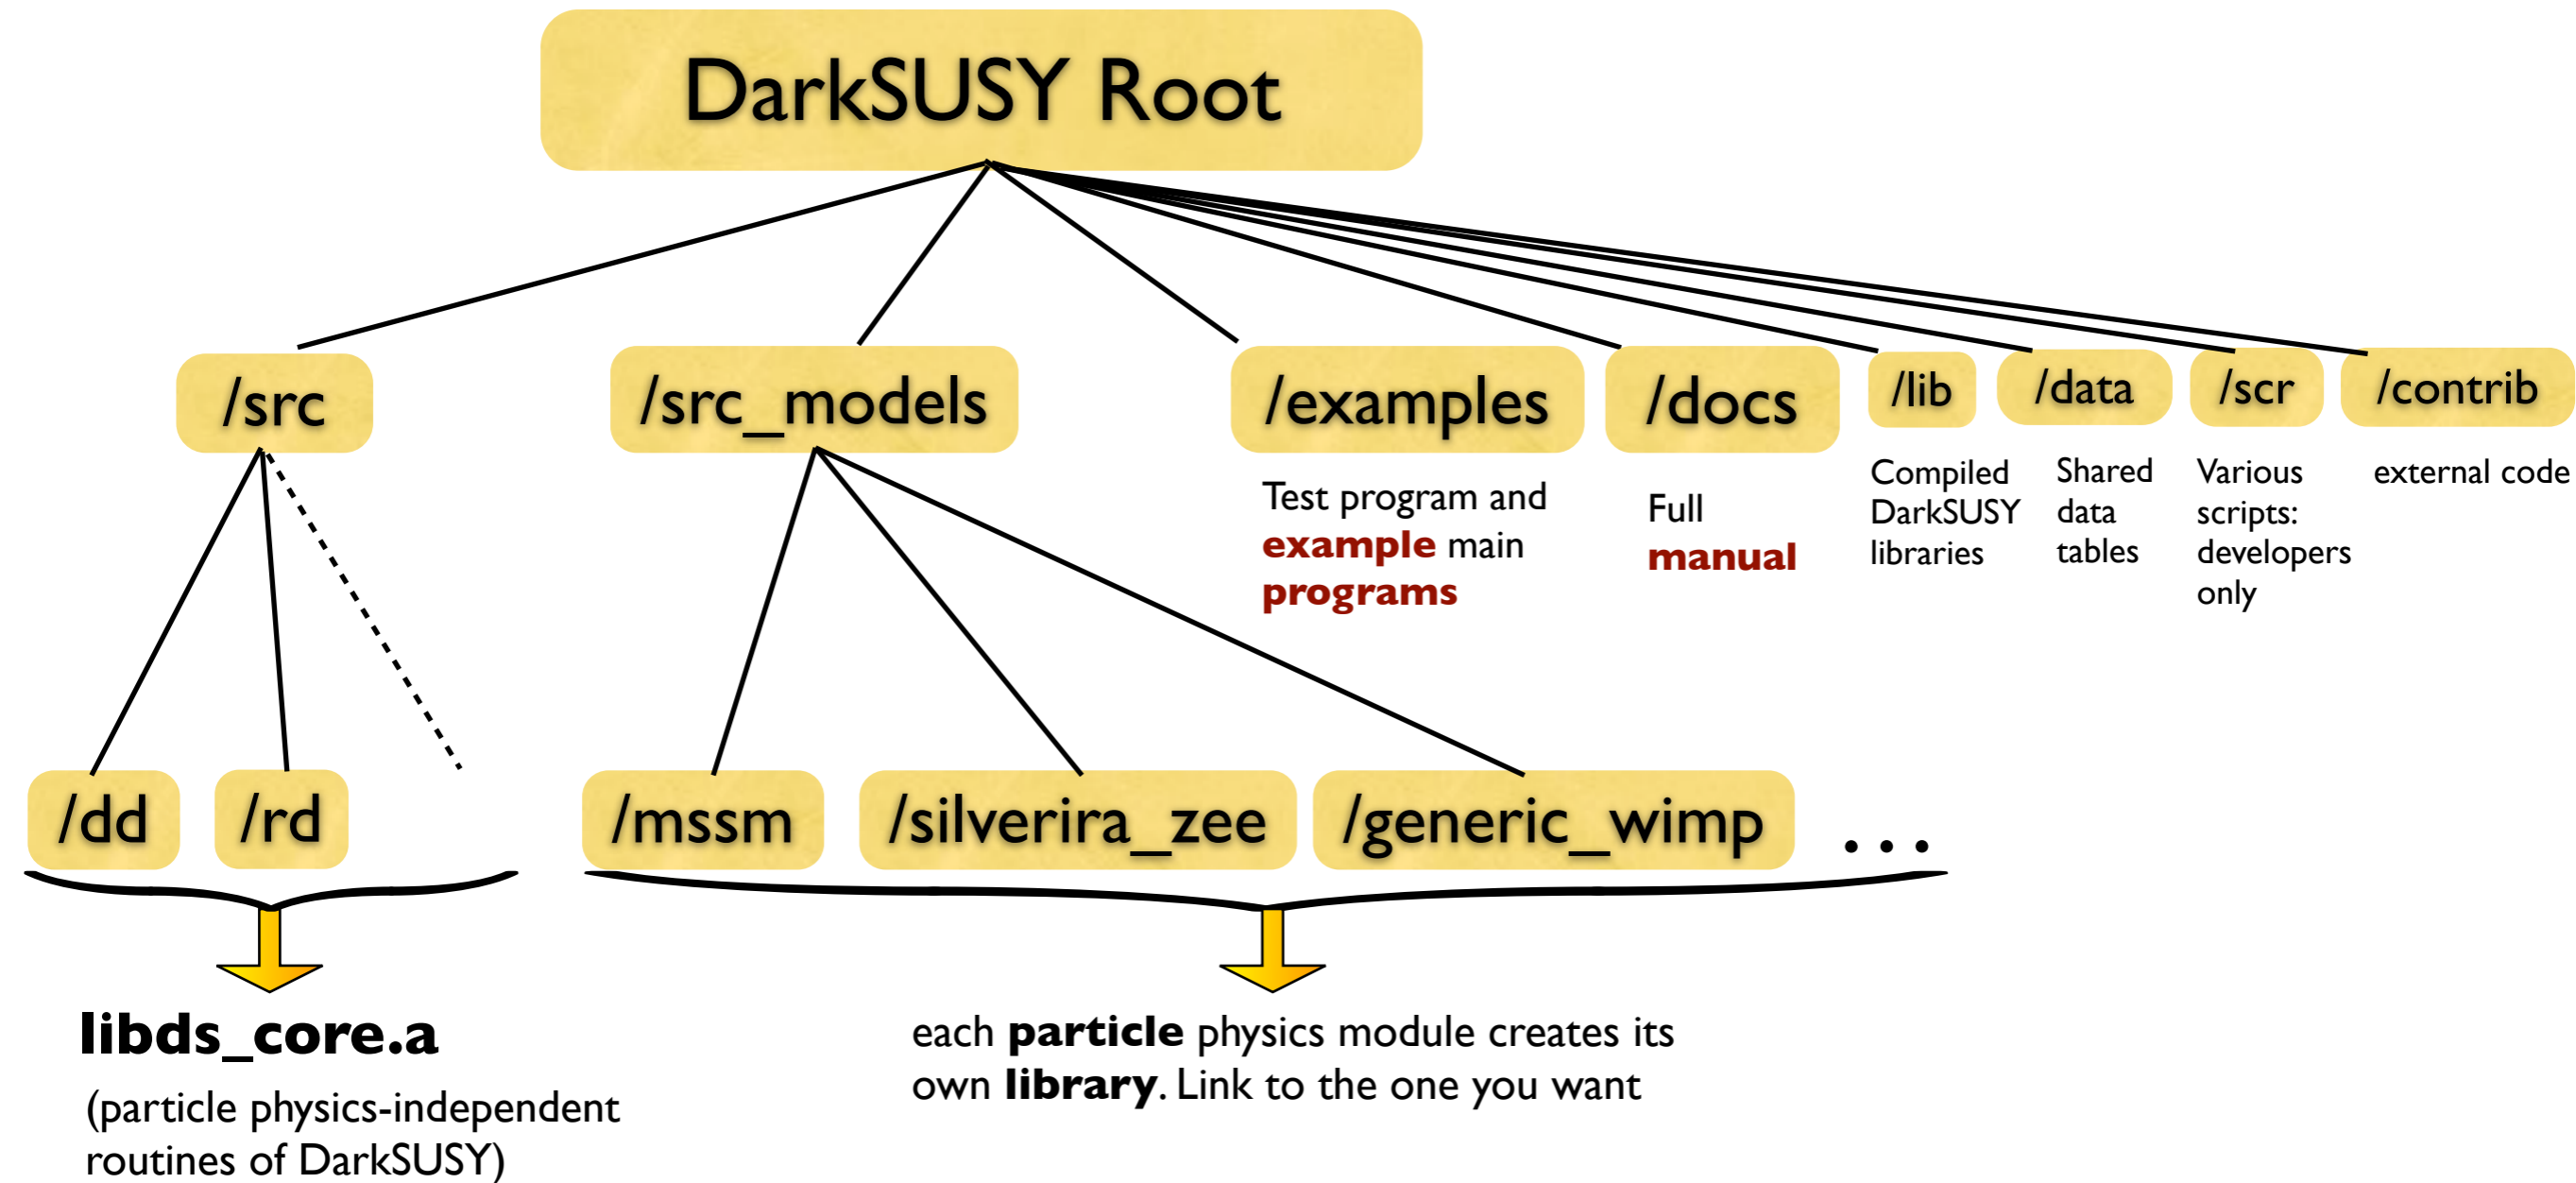 DarkSUSY Root
/src
/src_models
/examples
/docs
/lib
/data
/scr
/contrib
Test program and
example main
programs
Full
manual
Compiled
DarkSUSY
libraries
Shared
data
tables
Various
scripts:
developers
only
external code
/dd
/rd
/mssm
/silverira_zee
/generic_wimp
...
libds_core.a
(particle physics-independent
routines of DarkSUSY)
each particle physics module creates its
own library. Link to the one you want